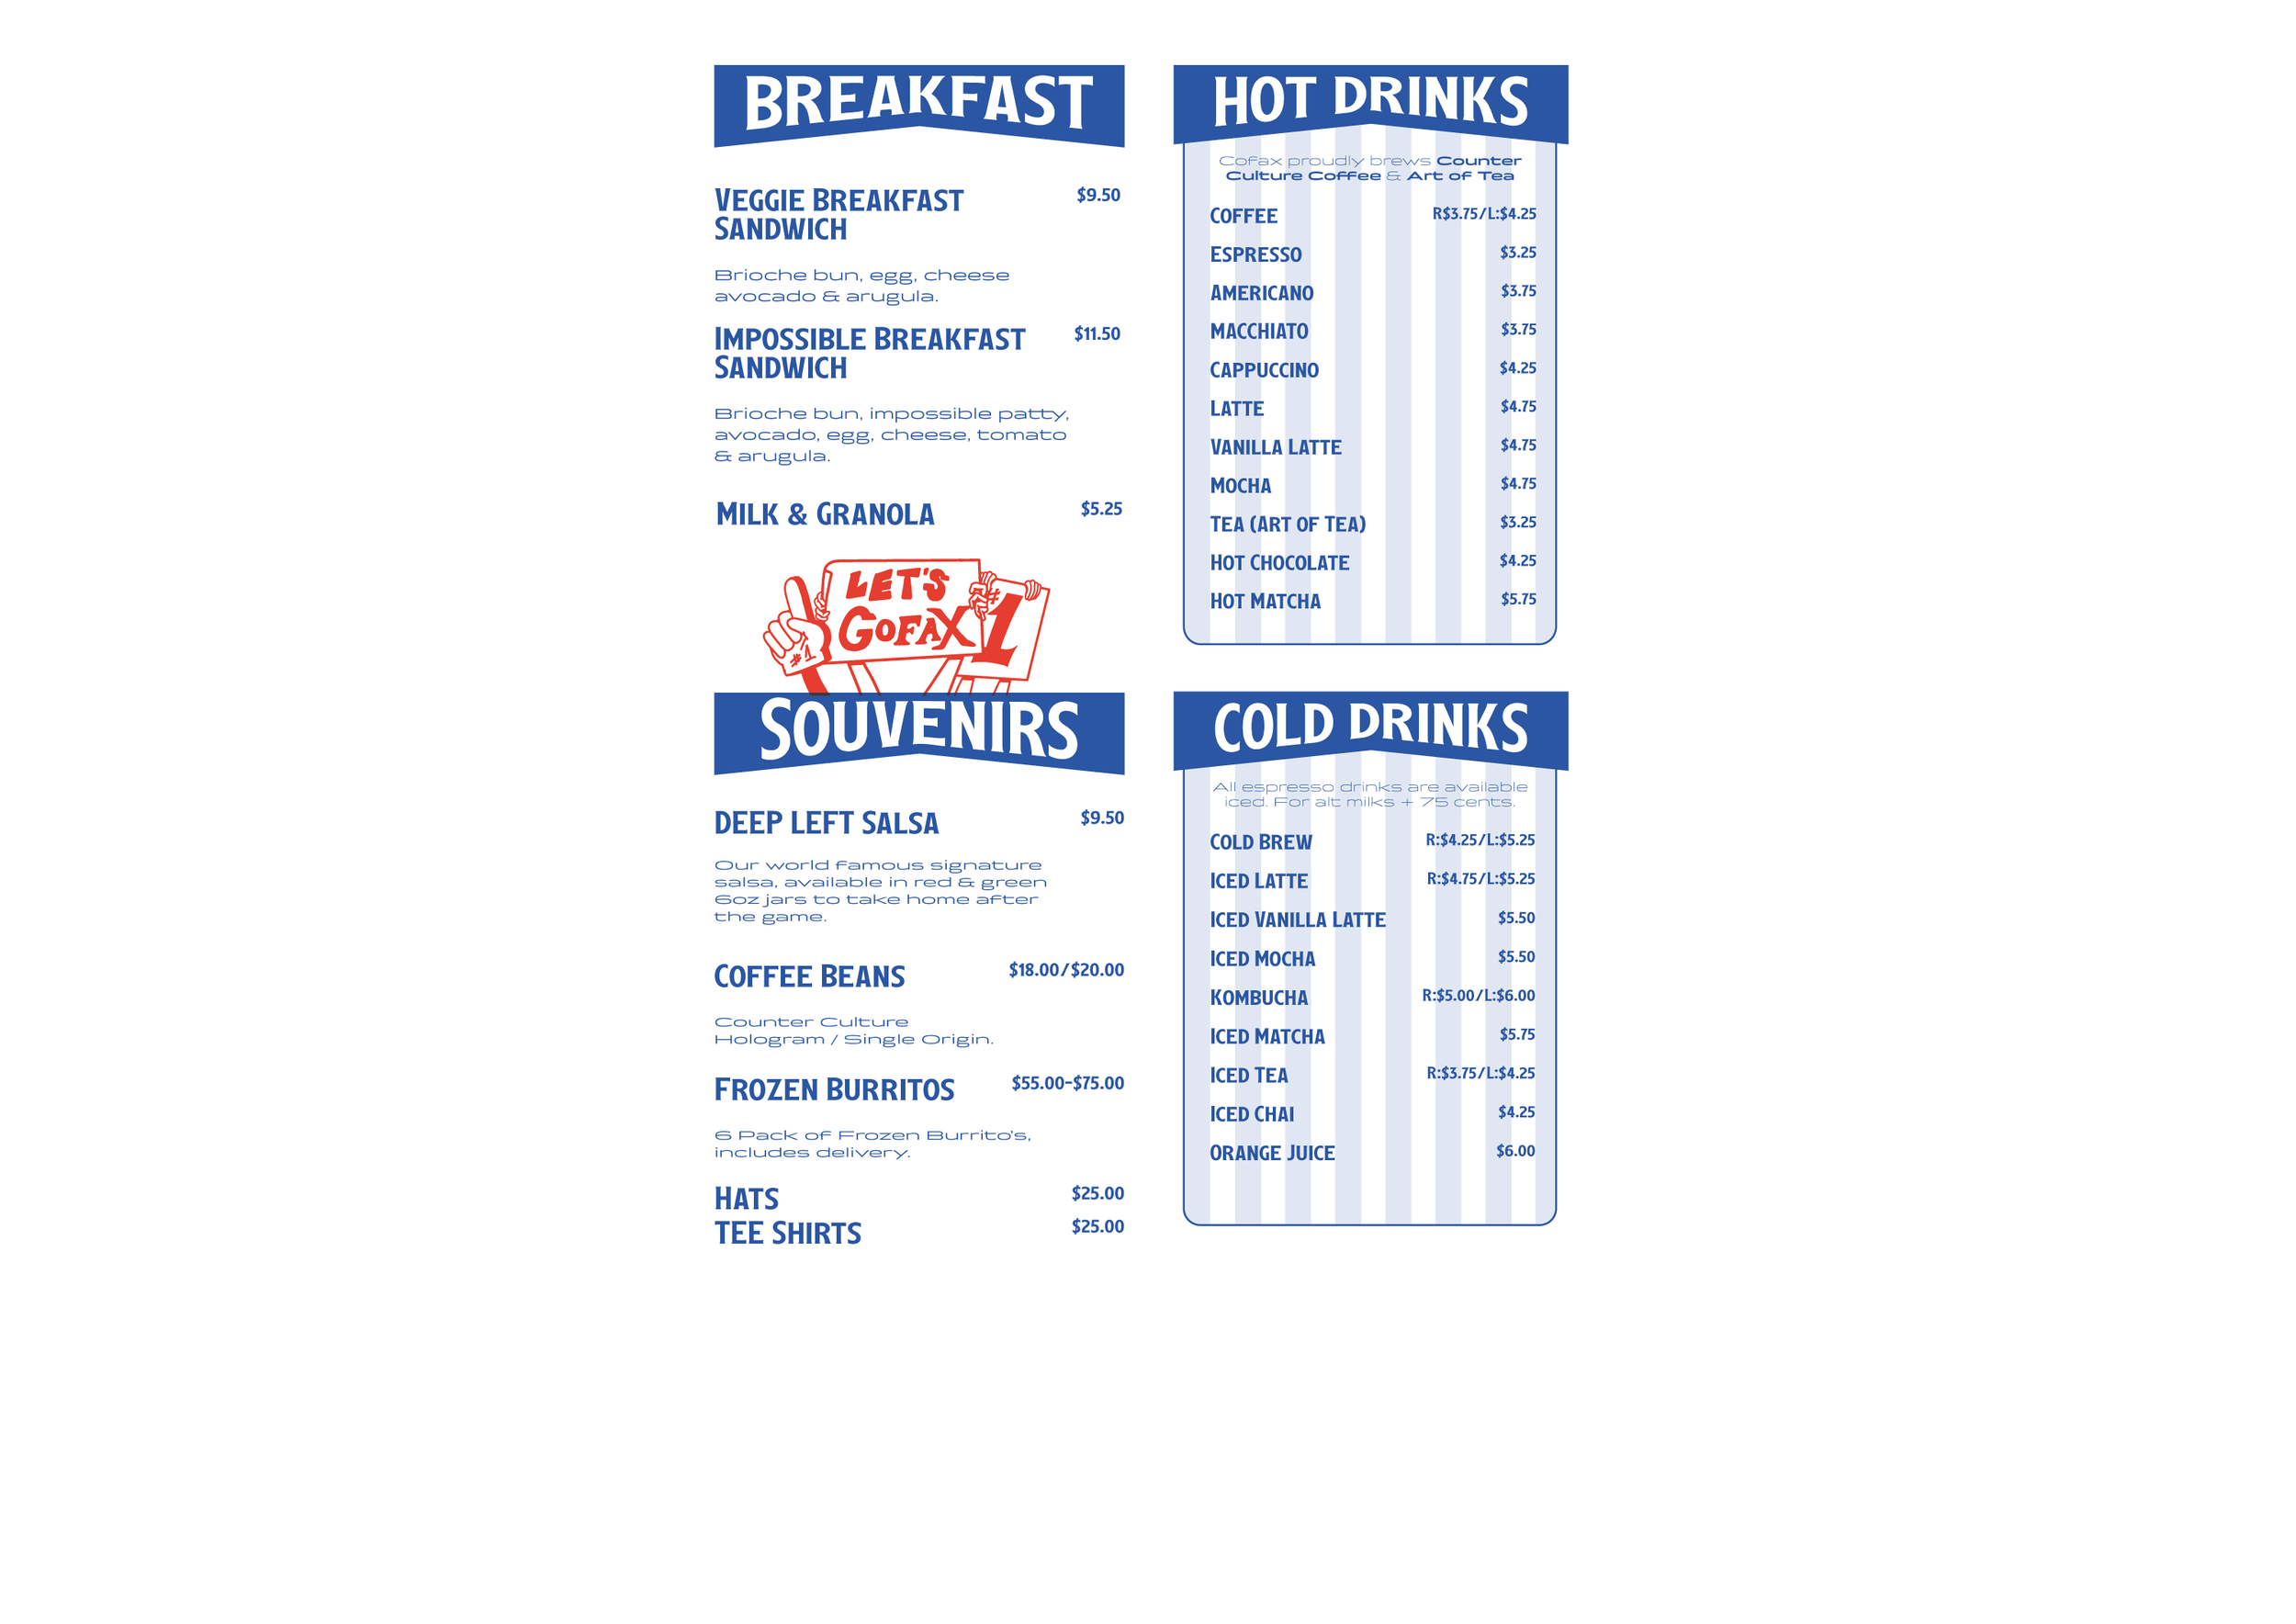 BREAKFAST
VEGGIE BREAKFAST $9.50
SANDWICH
Brioche bun, egg, cheese
avocado & arugula.
IMPOSSIBLE BREAKFAST $11.50
SANDWICH
Brioche bun, impossible patty,
avocado, egg, cheese, tomato
& arugula.
MILK & GRANOLA $5.25
LET'S
GOFAX
#1
#1
SOUVENIRS
DEEP LEFT SALSA $9.50
Our world famous signature
salsa, available in red & green
6oz jars to take home after
the game.
COFFEE BEANS $18.00/$20.00
Counter Culture
Hologram / Single Origin.
FROZEN BURRITOS $55.00-$75.00
6 Pack of Frozen Burrito's,
includes delivery.
HATS $25.00
TEE SHIRTS $25.00
HOT DRINKS
Cofax proudly brews Counter
Culture Coffee & Art of Tea
COFFEE R$3.75/L:$4.25
ESPRESSO $3.25
AMERICANO $3.75
MACCHIATO $3.75
CAPPUCCINO $4.25
LATTE $4.75
VANILLA LATTE $4.75
MOCHA $4.75
TEA (ART OF TEA) $3.25
HOT CHOCOLATE $4.25
HOT MATCHA $5.75
COLD DRINKS
All espresso drinks are available
iced. For alt milks + 75 cents.
COLD BREW R:$4.25/L:$5.25
ICED LATTE R:$4.75/L:$5.25
ICED VANILLA LATTE $5.50
ICED MOCHA $5.50
KOMBUCHA R:$5.00/L:$6.00
ICED MATCHA $5.75
ICED TEA R:$3.75/L:$4.25
ICED CHAI $4.25
ORANGE JUICE $6.00